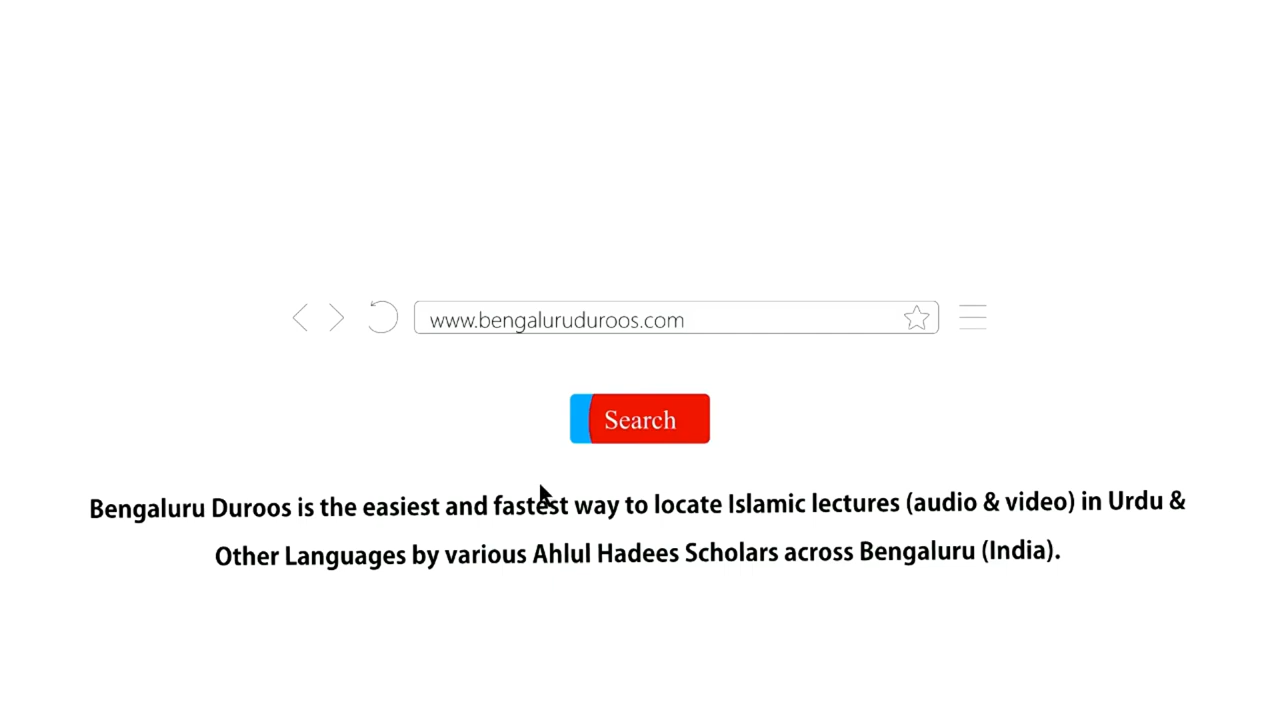 www.bengaluruduroos.com
Search
Bengaluru Duroos is the easiest and fastest way to locate Islamic lectures (audio & video) in Urdu &
Other Languages by various Ahlul Hadees Scholars across Bengaluru (India).